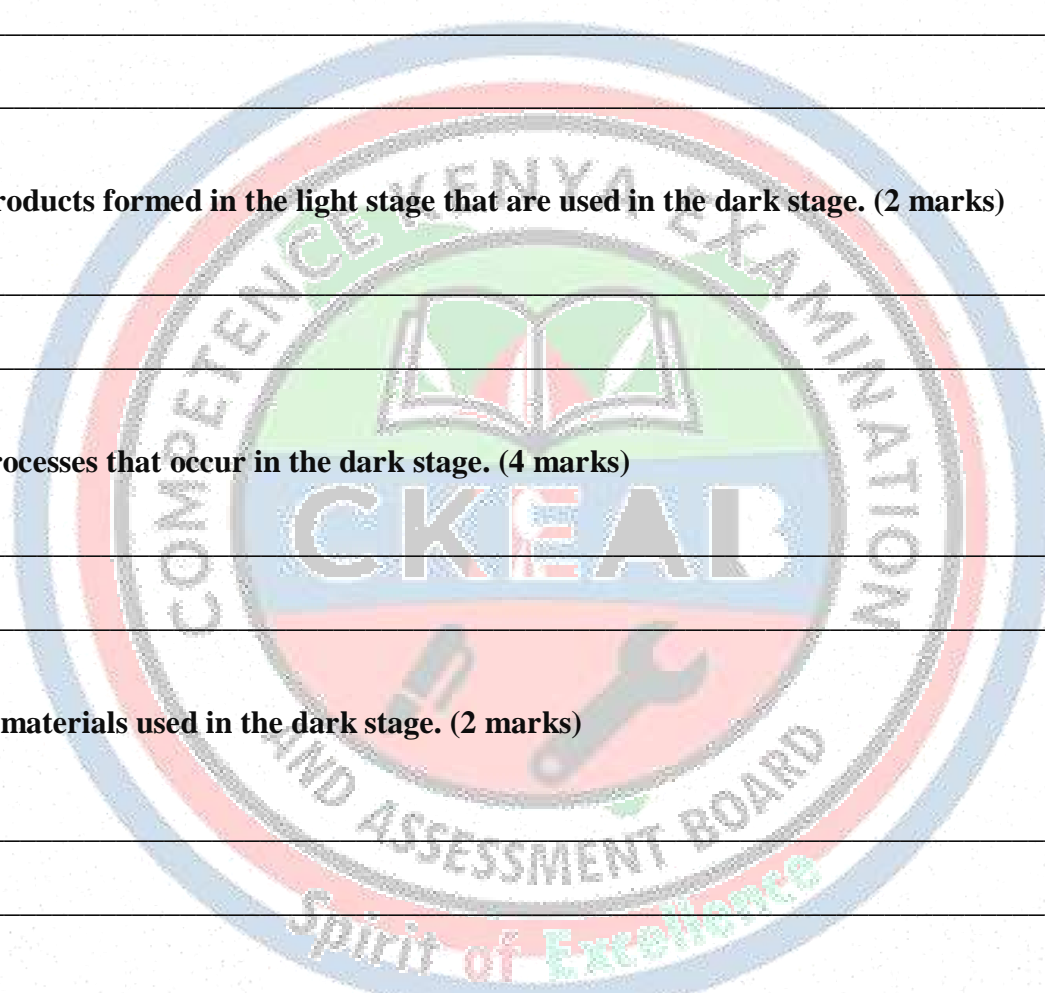 roducts formed in the light stage that are used in the dark stage. (2 marks)
rocesses that occur in the dark stage. (4 marks)
materials used in the dark stage. (2 marks)
COMPETENCE KENYA EXAMINATION
CKEAB
AND ASSESSMENT BOARD
Spirit of Excellence